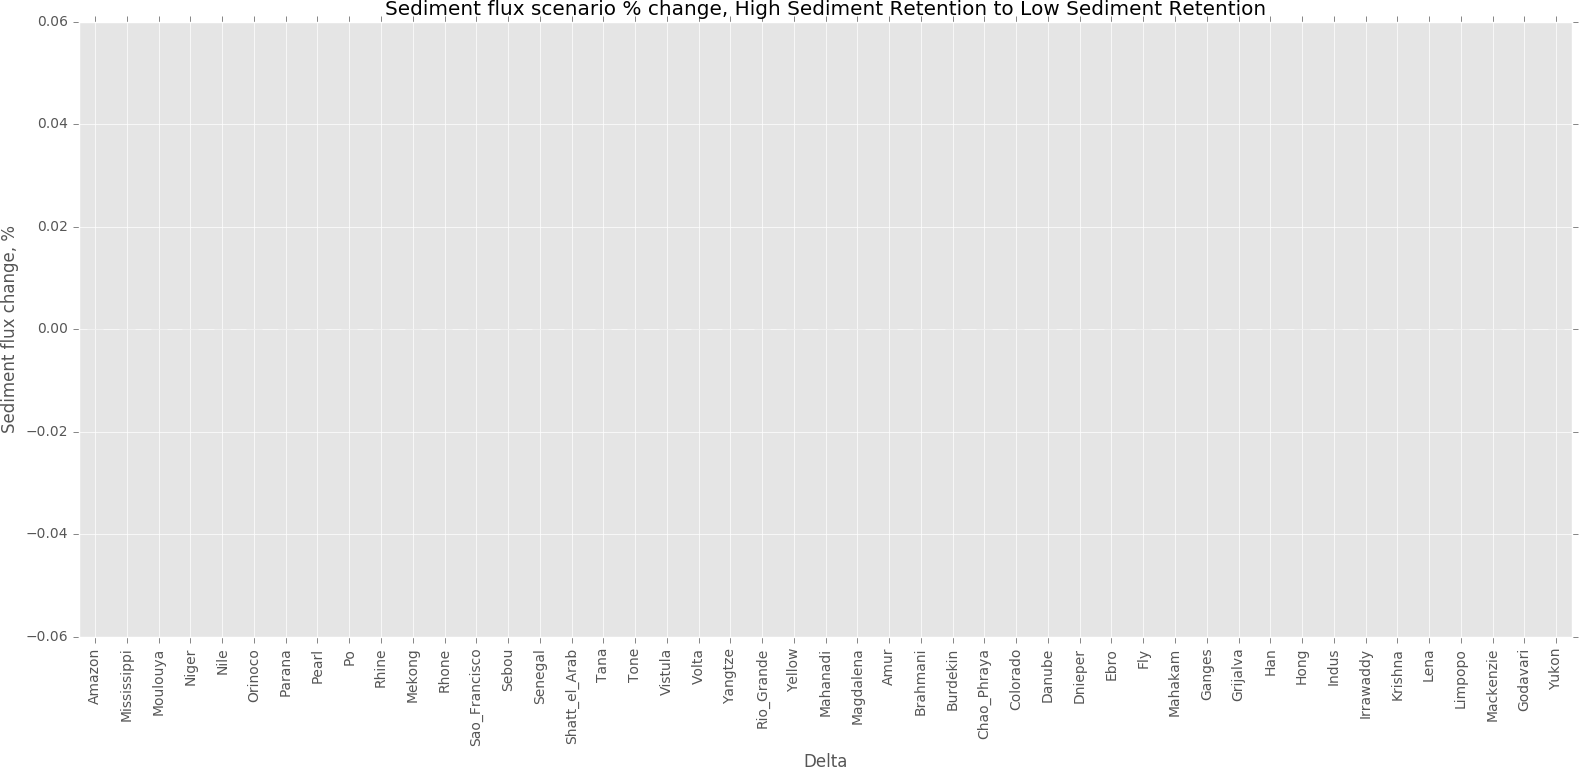 Sediment flux scenario % change, High Sediment Retention to Low Sediment Retention
0.06
0.04
0.02
0.00
−0.02
−0.04
−0.06
Sediment flux change, %
Amazon
Mississippi
Moulouya
Niger
Nile
Orinoco
Parana
Pearl
Po
Rhine
Mekong
Rhone
Sao_Francisco
Sebou
Senegal
Shatt_el_Arab
Tana
Tone
Vistula
Volta
Yangtze
Rio_Grande
Yellow
Mahanadi
Magdalena
Amur
Brahmani
Burdekin
Chao_Phraya
Colorado
Danube
Dnieper
Ebro
Fly
Mahakam
Ganges
Grijalva
Han
Hong
Indus
Irrawaddy
Krishna
Lena
Limpopo
Mackenzie
Godavari
Yukon
Delta